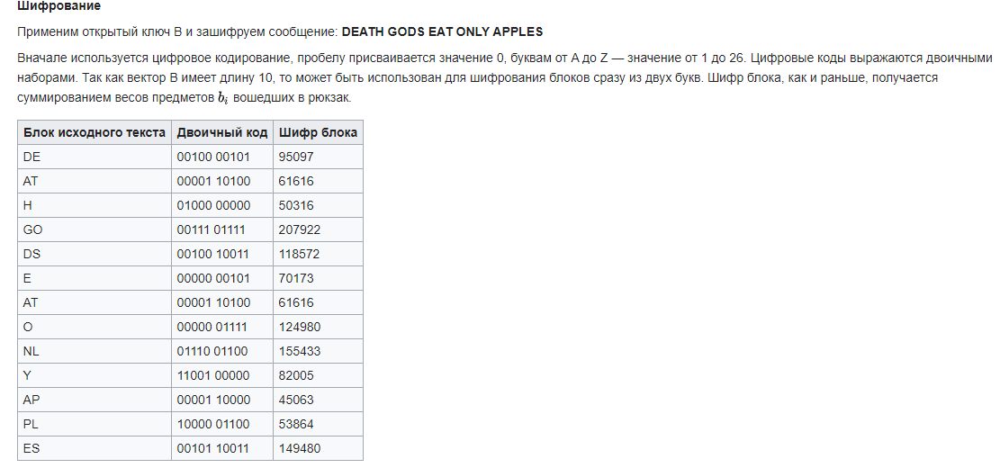 Шифрование
Применим открытый ключ B и зашифруем сообщение: DEATH GODS EAT ONLY APPLES
Вначале используется цифровое кодирование, пробелу присваивается значение 0, буквам от A до Z — значение от 1 до 26. Цифровые коды выражаются двоичными
наборами. Так как вектор B имеет длину 10, то может быть использован для шифрования блоков сразу из двух букв. Шифр блока, как и раньше, получается
суммированием весов предметов bᵢ вошедших в рюкзак.
Блок исходного текста Двоичный код Шифр блока
DE 00100 00101 95097
AT 00001 10100 61616
H 01000 00000 50316
GO 00111 01111 207922
DS 00100 10011 118572
E 00000 00101 70173
AT 00001 10100 61616
O 00000 01111 124980
NL 01110 01100 155433
Y 11001 00000 82005
AP 00001 10000 45063
PL 10000 01100 53864
ES 00101 10011 149480